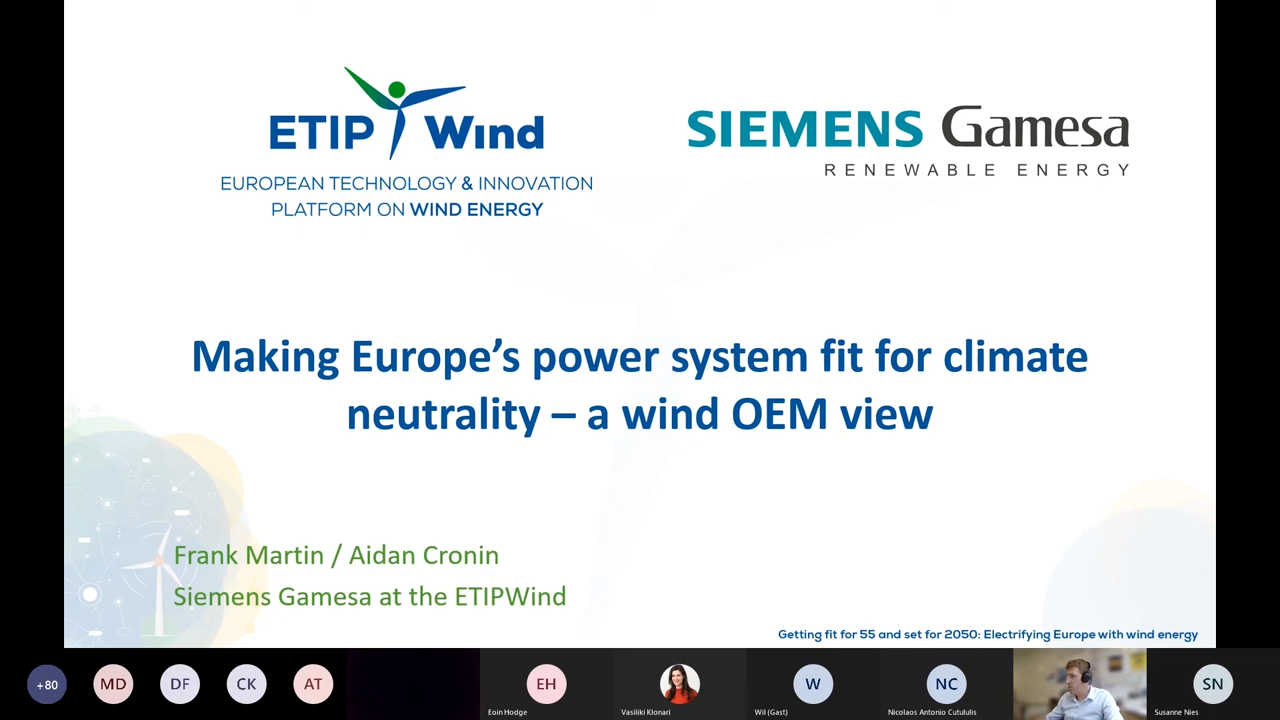 ETIP Wind
EUROPEAN TECHNOLOGY & INNOVATION
PLATFORM ON WIND ENERGY
SIEMENS Gamesa
RENEWABLE ENERGY
Making Europe’s power system fit for climate
neutrality – a wind OEM view
Frank Martin / Aidan Cronin
Siemens Gamesa at the ETIPWind
Getting fit for 55 and set for 2050: Electrifying Europe with wind energy
+80
MD
DF
CK
AT
EH
Eoin Hodge
Vasiliki Klonari
W
Wil (Gast)
NC
Nicolaos Antonio Cutululis
SN
Susanne Nies